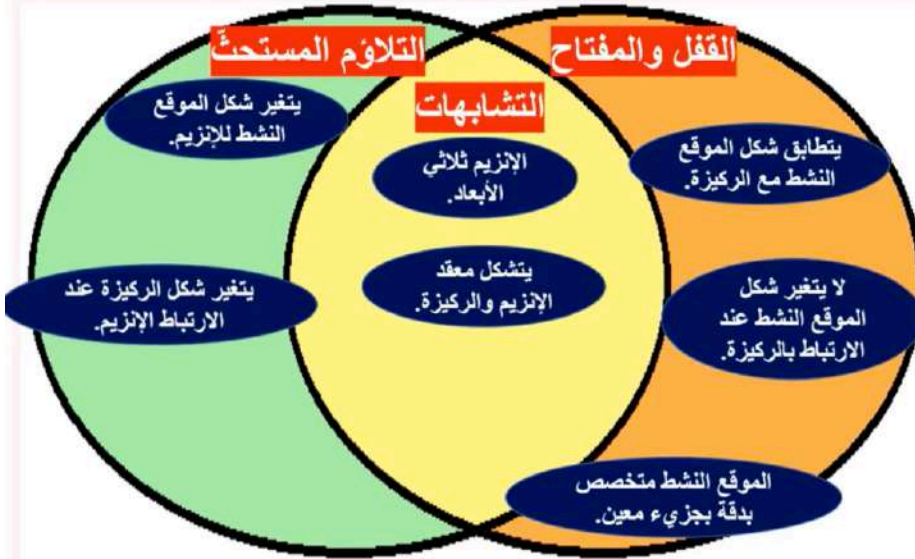 القفل والمفتاح
التلاؤم المستحثّ
التشابهات
يتغير شكل الموقع
النشط للإنزيم.
الإنزيم ثلاثي
الأبعاد.
يتطابق شكل الموقع
النشط مع الركيزة.
يتغير شكل الركيزة عند
الارتباط الإنزيم.
يتشكل معقد
الإنزيم والركيزة.
لا يتغير شكل
الموقع النشط عند
الارتباط بالركيزة.
الموقع النشط متخصص
بدقة بجزيء معين.